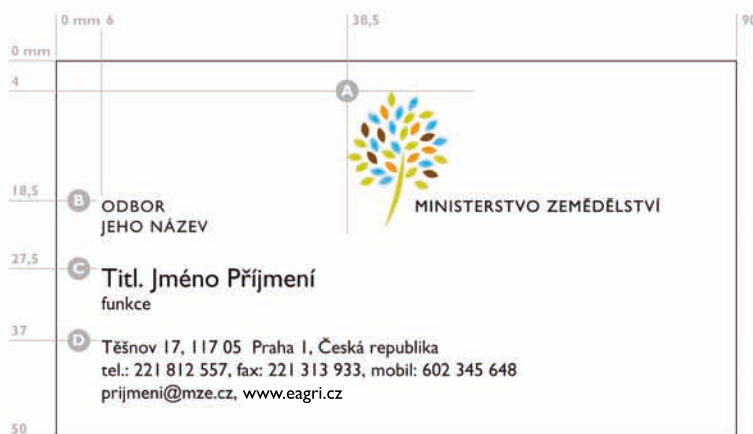 0 mm 6 38,5 90
0 mm
4
A
18,5 B ODBOR MINISTERSTVO ZEMĚDĚLSTVÍ
JEHO NÁZEV
27,5 C Titl. Jméno Příjmení
funkce
37 D Těšnov 17, 117 05 Praha 1, Česká republika
tel.: 221 812 557, fax: 221 313 933, mobil: 602 345 648
prijmeni@mze.cz, www.eagri.cz
50